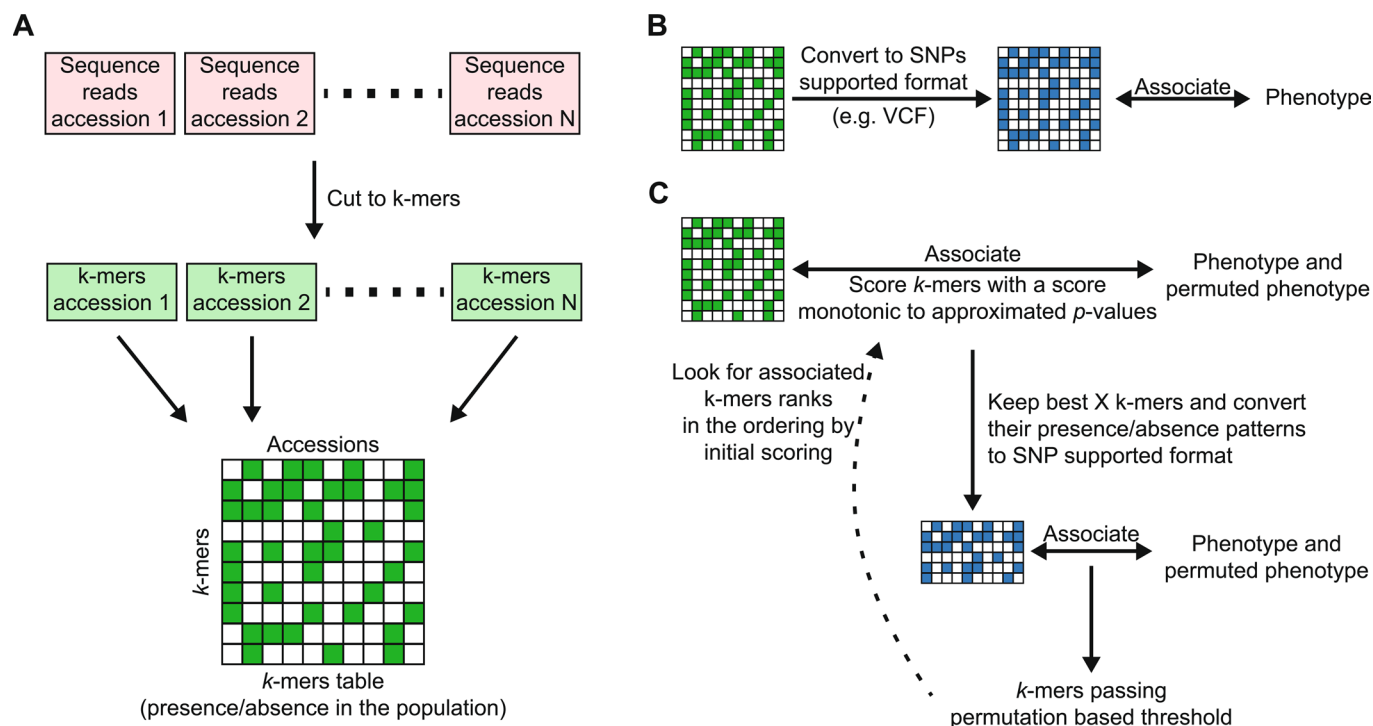 A
Sequence
reads
accession 1
Sequence
reads
accession 2
Sequence
reads
accession N
Cut to k-mers
k-mers
accession 1
k-mers
accession 2
k-mers
accession N
Accessions
k-mers
k-mers table
(presence/absence in the population)
B
Convert to SNPs
supported format
(e.g. VCF)
Associate
Phenotype
C
Associate
Score k-mers with a score
monotonic to approximated p-values
Phenotype and
permuted phenotype
Look for associated
k-mers ranks
in the ordering by
initial scoring
Keep best X k-mers and convert
their presence/absence patterns
to SNP supported format
Associate
Phenotype and
permuted phenotype
k-mers passing
permutation based threshold